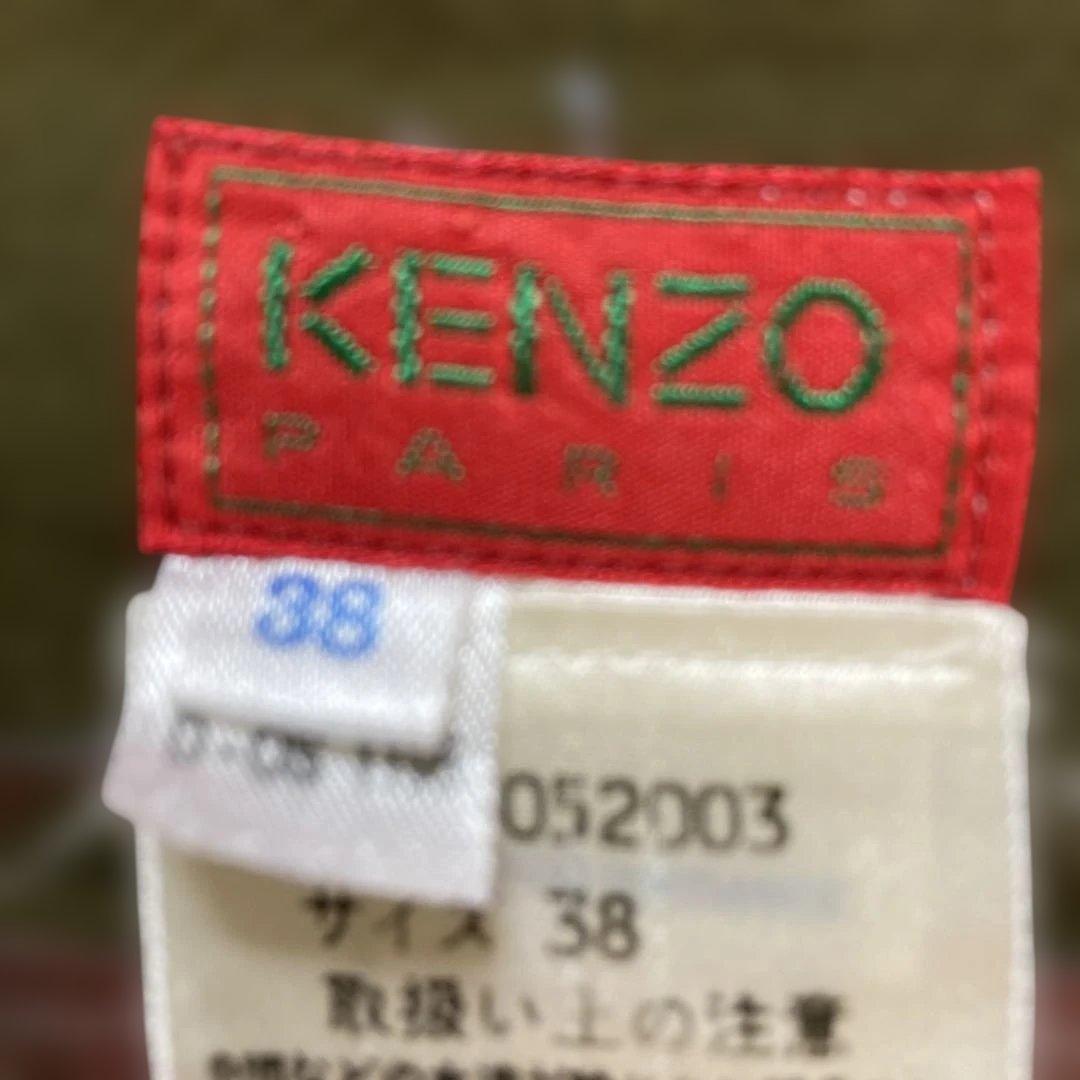 KENZO
PARIS
38
052003
サイズ 38
取扱い上の注意